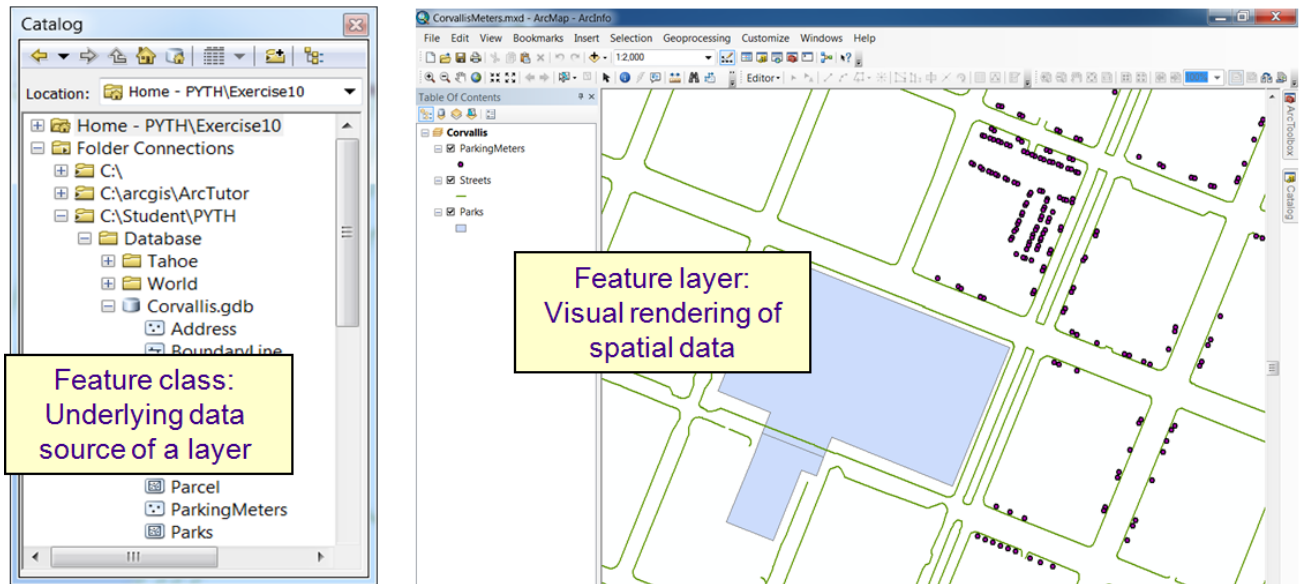 Catalog
Location: Home - PYTH\Exercise10
Home - PYTH\Exercise10
Folder Connections
C:\
C:\arcgis\ArcTutor
C:\Student\PYTH
Database
Tahoe
World
Corvallis.gdb
Address
BoundaryLine
Feature class:
Underlying data
source of a layer
Parcel
ParkingMeters
Parks
CorvallisMeters.mxd - ArcMap - ArcInfo
File Edit View Bookmarks Insert Selection Geoprocessing Customize Windows Help
1:2,000
Editor
Table Of Contents
Corvallis
ParkingMeters
Streets
Parks
Feature layer:
Visual rendering of
spatial data
ArcToolbox
Catalog